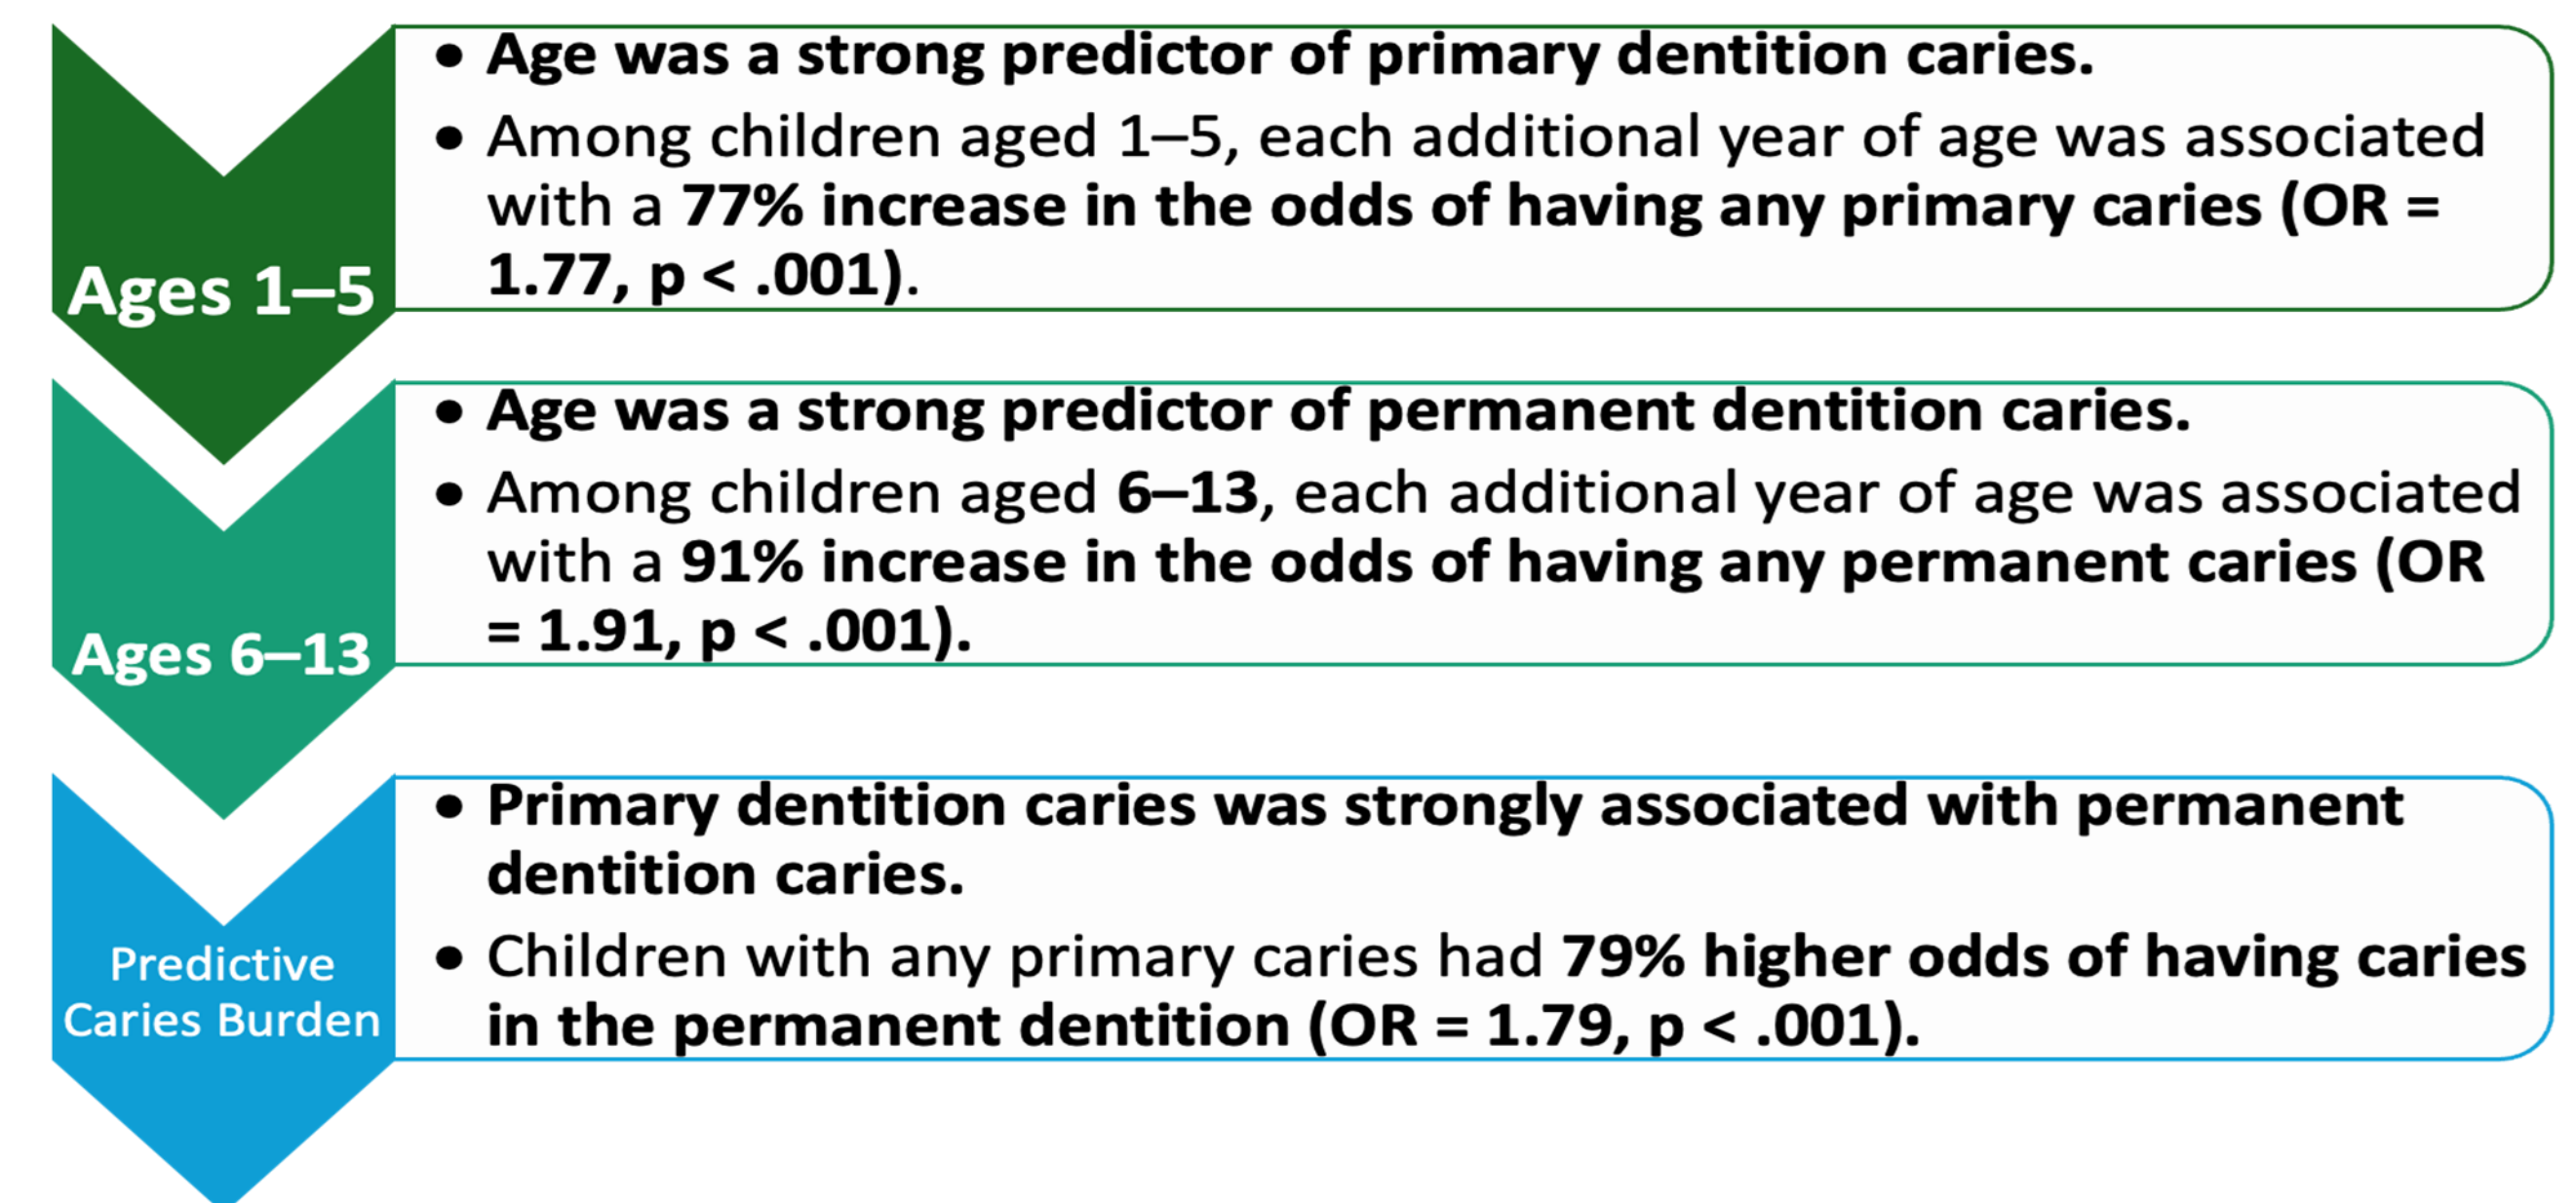 Ages 1–5
• Age was a strong predictor of primary dentition caries.
• Among children aged 1–5, each additional year of age was associated
with a 77% increase in the odds of having any primary caries (OR =
1.77, p < .001).
Ages 6–13
• Age was a strong predictor of permanent dentition caries.
• Among children aged 6–13, each additional year of age was associated
with a 91% increase in the odds of having any permanent caries (OR
= 1.91, p < .001).
Predictive
Caries Burden
• Primary dentition caries was strongly associated with permanent
dentition caries.
• Children with any primary caries had 79% higher odds of having caries
in the permanent dentition (OR = 1.79, p < .001).